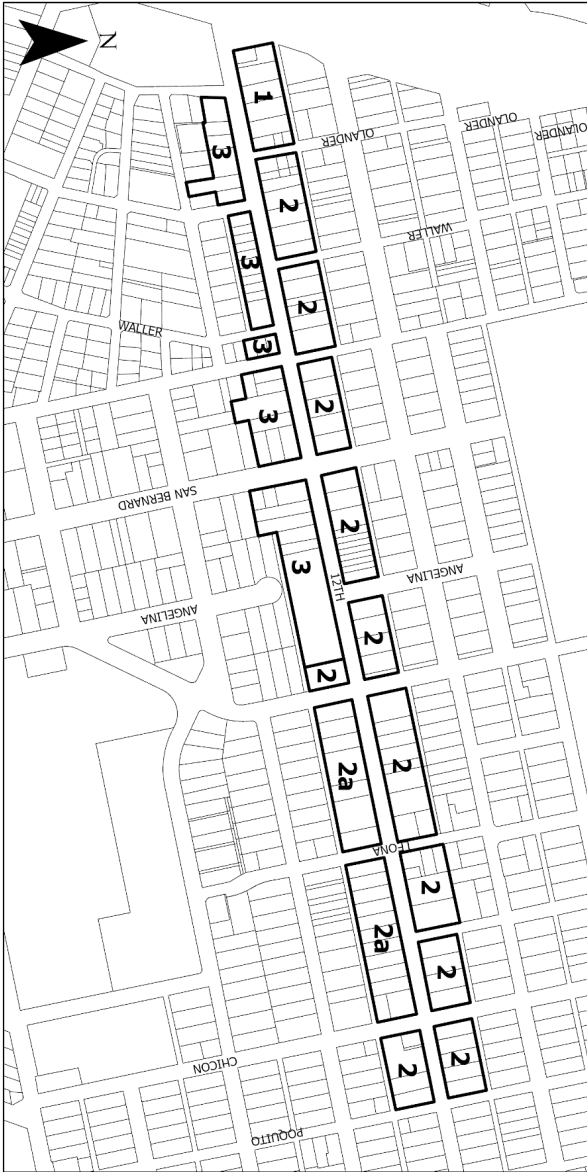 N
1
OLANDER
OLANDER
OLANDER
3
2
WALLER
3
2
WALLER
3
2
3
2
SAN BERNARD
3
12TH
ANGELINA
ANGELINA
2
2
2a
2
LEONA
2
2a
2
2
2
CHICON
POQUITO